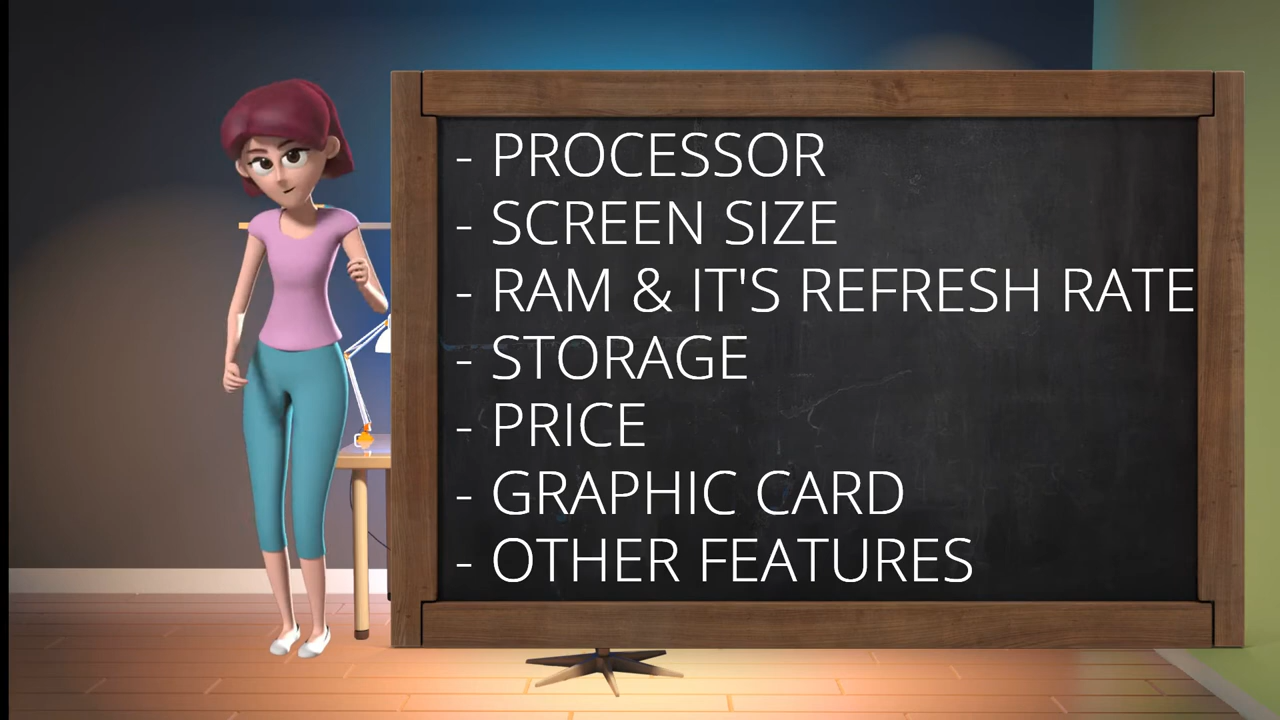 - PROCESSOR
- SCREEN SIZE
- RAM & IT'S REFRESH RATE
- STORAGE
- PRICE
- GRAPHIC CARD
- OTHER FEATURES